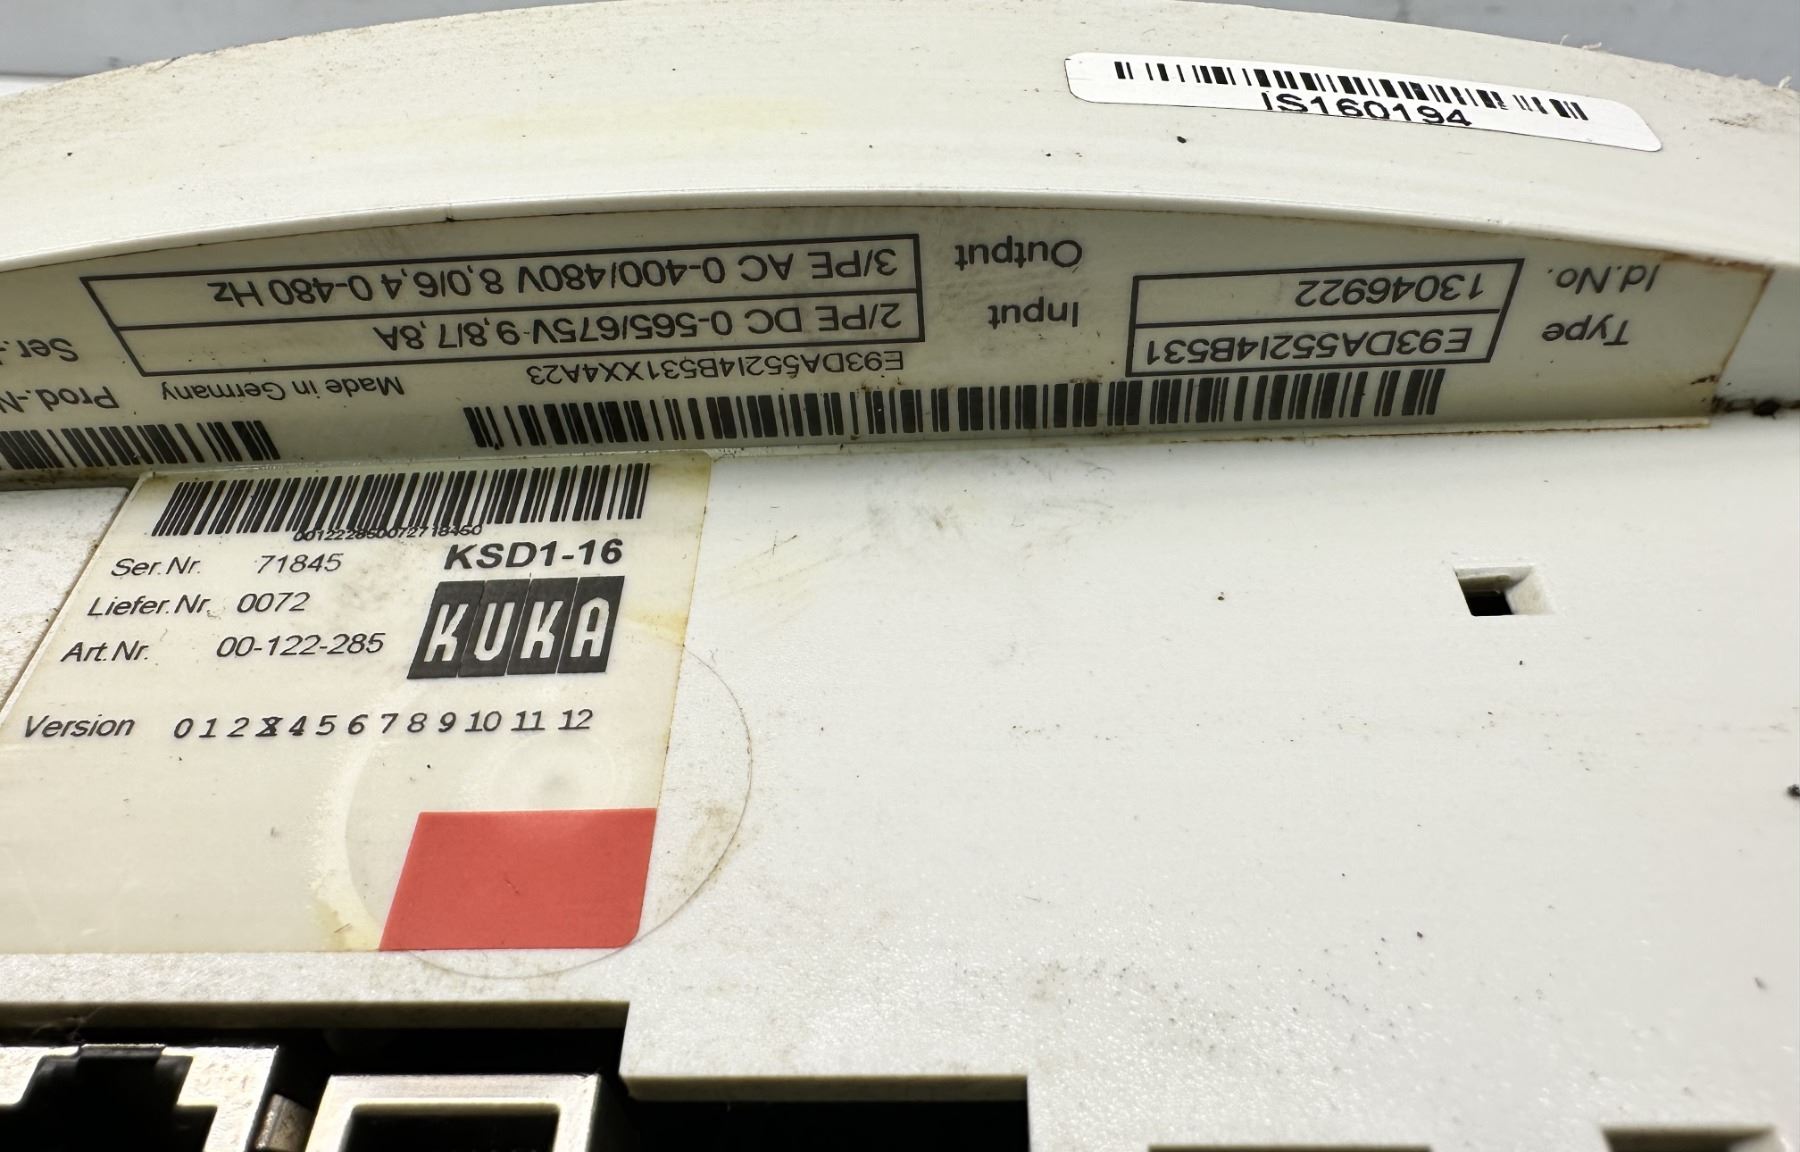 IS160194
Type E93DA552I4B531
Id.No. 13046922
Input 2/PE DC 0-565/675V 9,8/7,8A
Output 3/PE AC 0-400/480V 8,0/6,4 0-480 Hz
E93DA552I4B531XX4A23
Made in Germany
Prod.-N
Ser.-
KSD1-16
Ser.Nr. 71845
Liefer.Nr. 0072
Art.Nr. 00-122-285
KUKA
Version 0 1 2 3 4 5 6 7 8 9 10 11 12